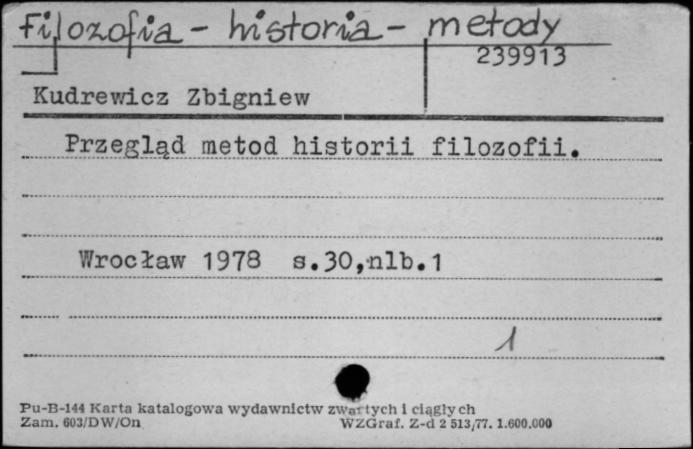 filozofia - historia - metody
239913
Kudrewicz Zbigniew
Przegląd metod historii filozofii.
Wrocław 1978 s.30,nlb.1
1
Pu-B-144 Karta katalogowa wydawnictw zwartych i ciągłych
Zam. 603/DW/On WZGraf. Z-d 2 513/77. 1.600.000